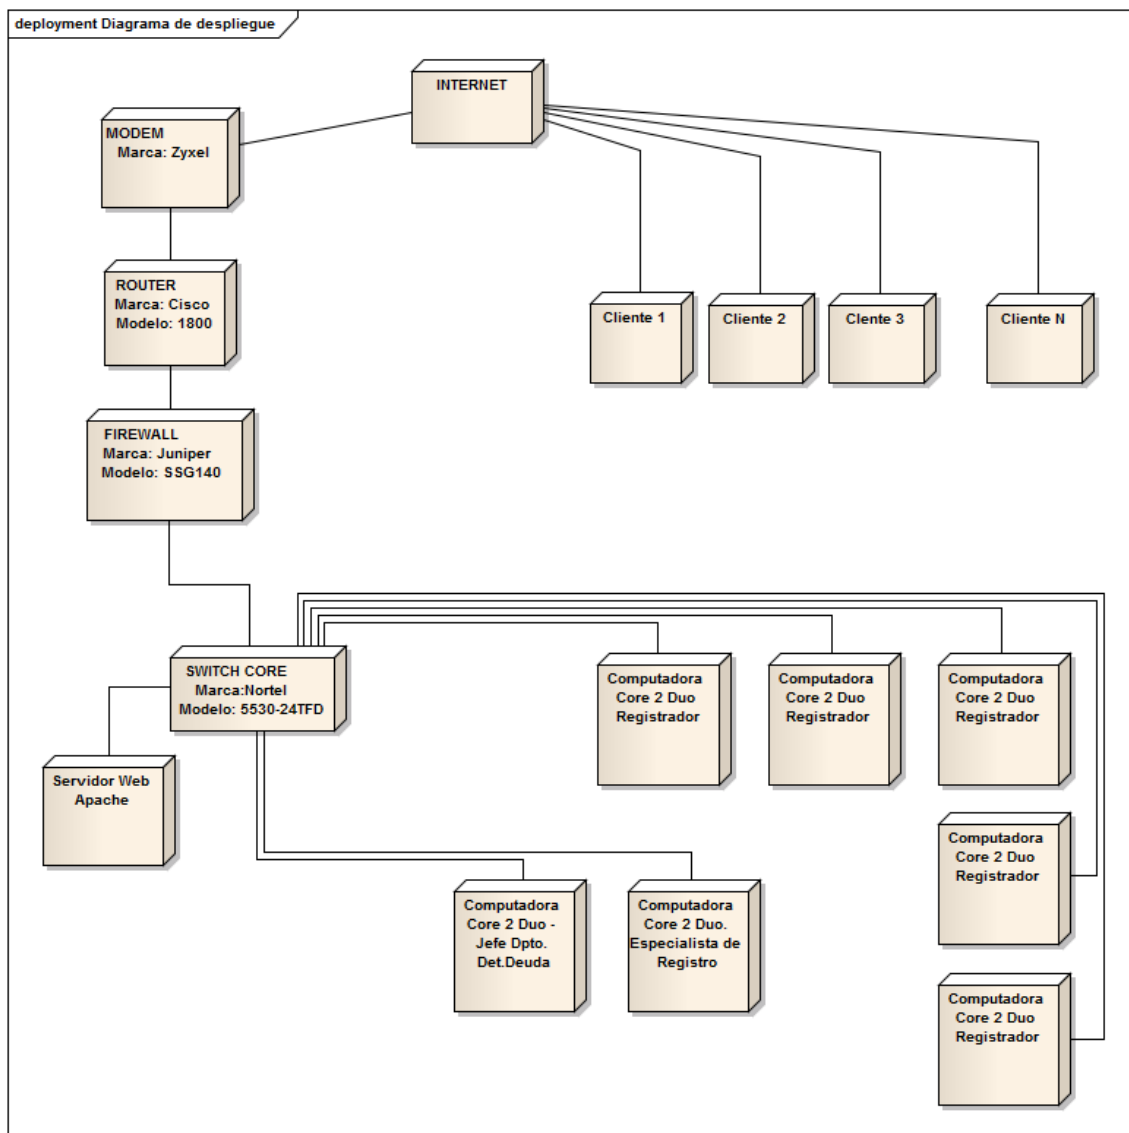 deployment Diagrama de despliegue
INTERNET
MODEM
Marca: Zyxel
ROUTER
Marca: Cisco
Modelo: 1800
Cliente 1
Cliente 2
Clente 3
Cliente N
FIREWALL
Marca: Juniper
Modelo: SSG140
SWITCH CORE
Marca:Nortel
Modelo: 5530-24TFD
Computadora
Core 2 Duo
Registrador
Computadora
Core 2 Duo
Registrador
Computadora
Core 2 Duo
Registrador
Servidor Web
Apache
Computadora
Core 2 Duo
Registrador
Computadora
Core 2 Duo -
Jefe Dpto.
Det.Deuda
Computadora
Core 2 Duo.
Especialista de
Registro
Computadora
Core 2 Duo
Registrador